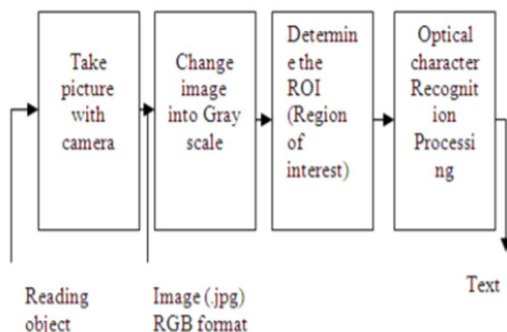 Take
picture
with
camera
Change
image
into Gray
scale
Determin
e the
ROI
(Region
of
interest)
Optical
character
Recognit
ion
Processi
ng
Reading
object
Image (.jpg)
RGB format
Text